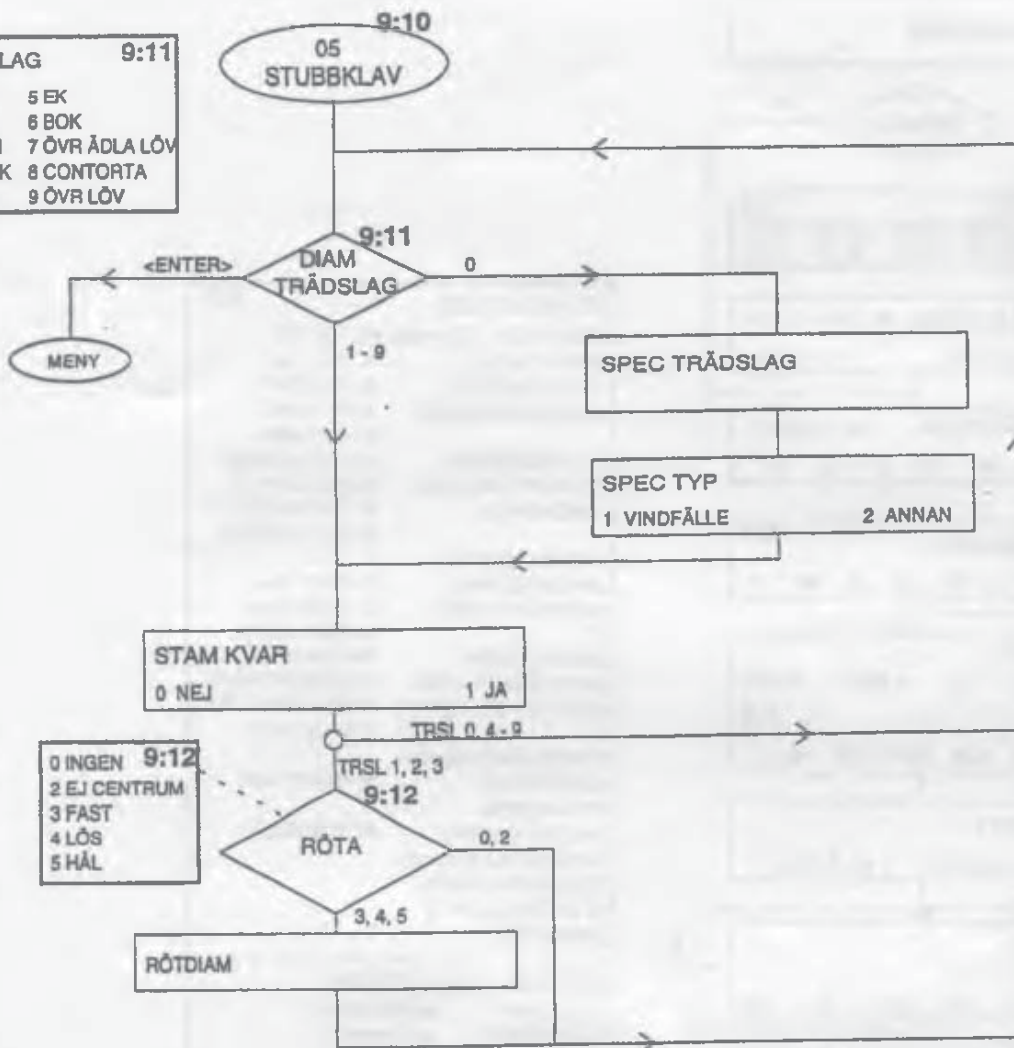 9:10
05
STUBBKLAV
LAG 9:11
5 EK
6 BOK
7 ÖVR ÄDLA LÖV
K 8 CONTORTA
9 ÖVR LÖV
9:11
DIAM
TRÄDSLAG
<ENTER>
0
MENY
1 - 9
SPEC TRÄDSLAG
SPEC TYP
1 VINDFÄLLE 2 ANNAN
STAM KVAR
0 NEJ 1 JA
TRSL 0, 4 - 9
TRSL 1, 2, 3
0 INGEN 9:12
2 EJ CENTRUM
3 FAST
4 LÖS
5 HÅL
9:12
RÖTA
0, 2
3, 4, 5
RÖTDIAM